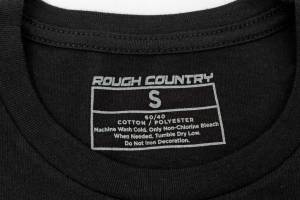 ROUGH COUNTRY
S
60/40
COTTON / POLYESTER
Machine Wash Cold. Only Non-Chlorine Bleach
When Needed. Tumble Dry Low.
Do Not Iron Decoration.